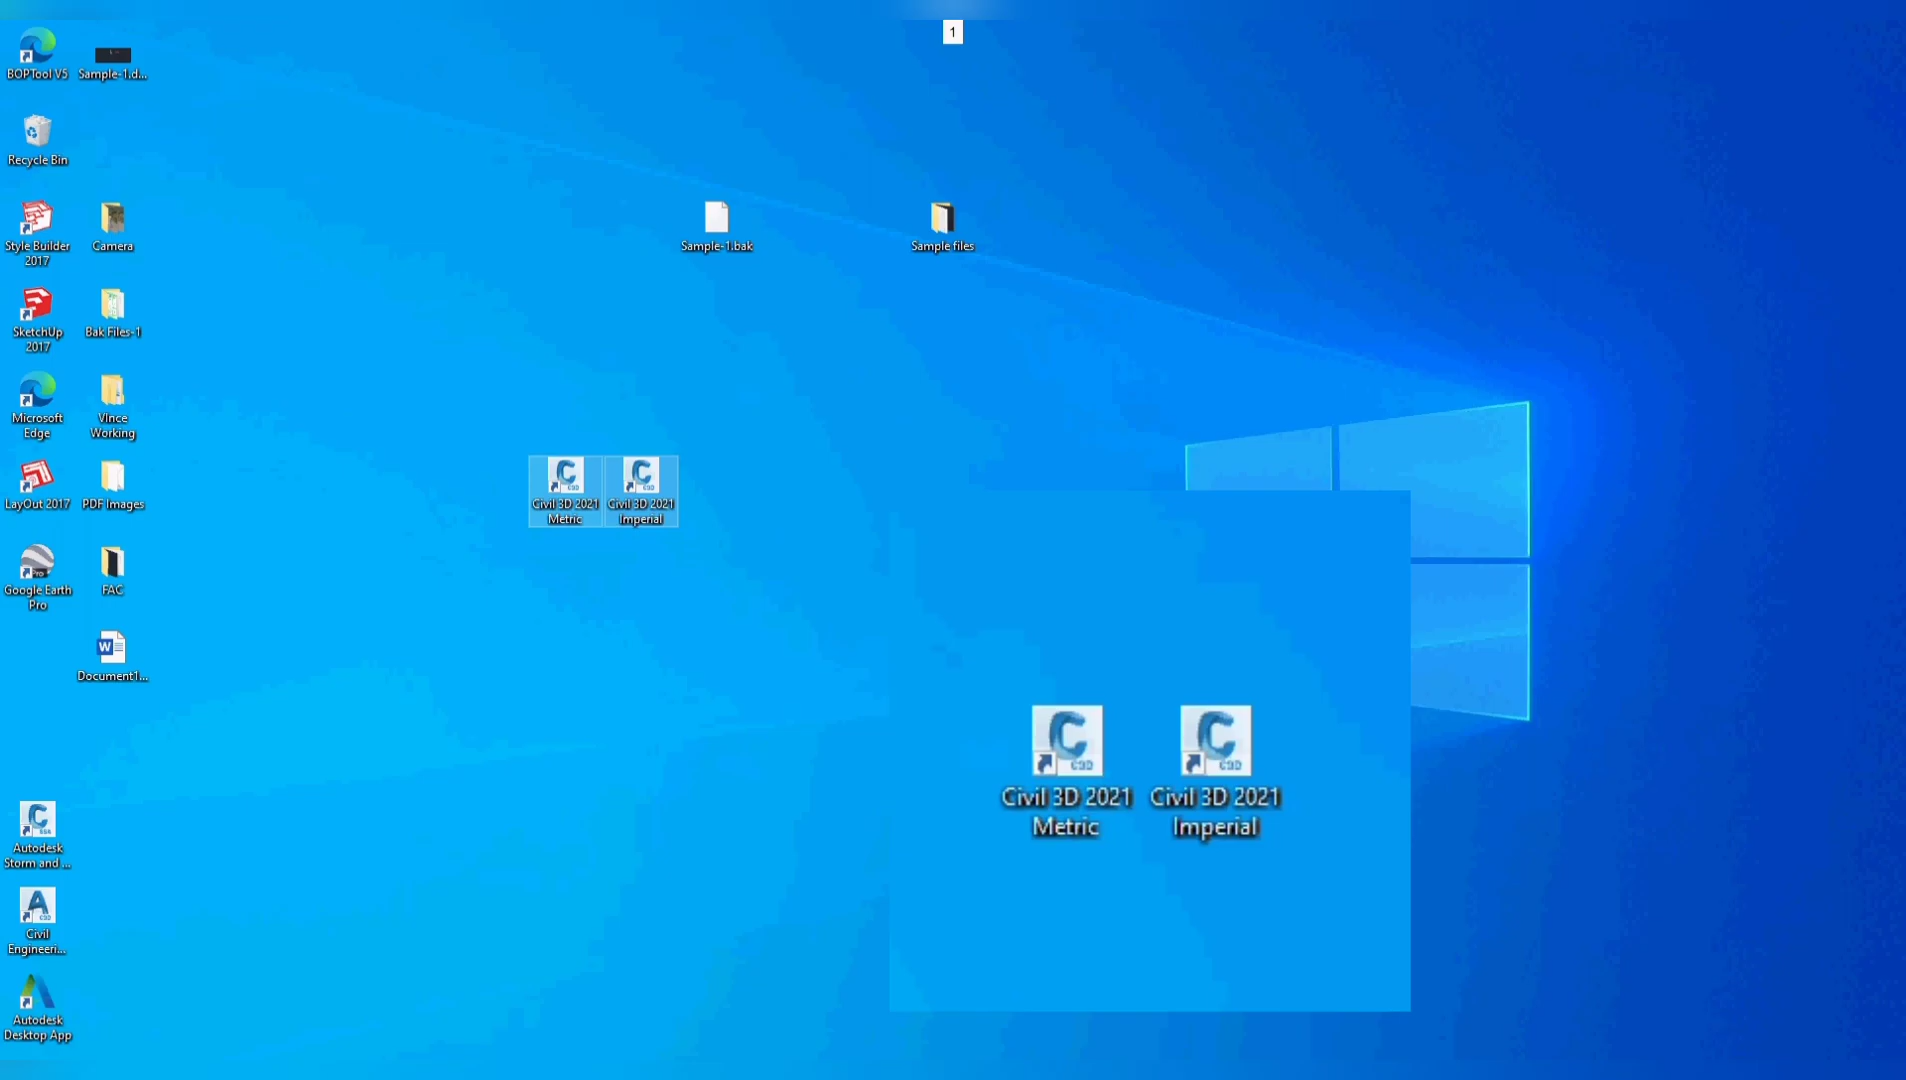 1
BOPTool V5
Sample-1.d...
Recycle Bin
Style Builder
2017
Camera
Sample-1.bak
Sample files
SketchUp
2017
Bak Files-1
Microsoft
Edge
Vince
Working
LayOut 2017
PDF Images
Civil 3D 2021
Metric
Civil 3D 2021
Imperial
Google Earth
Pro
FAC
W
Document1...
C3D
Civil 3D 2021
Metric
C3D
Civil 3D 2021
Imperial
Autodesk
Storm and ...
Civil
Engineeri...
Autodesk
Desktop App